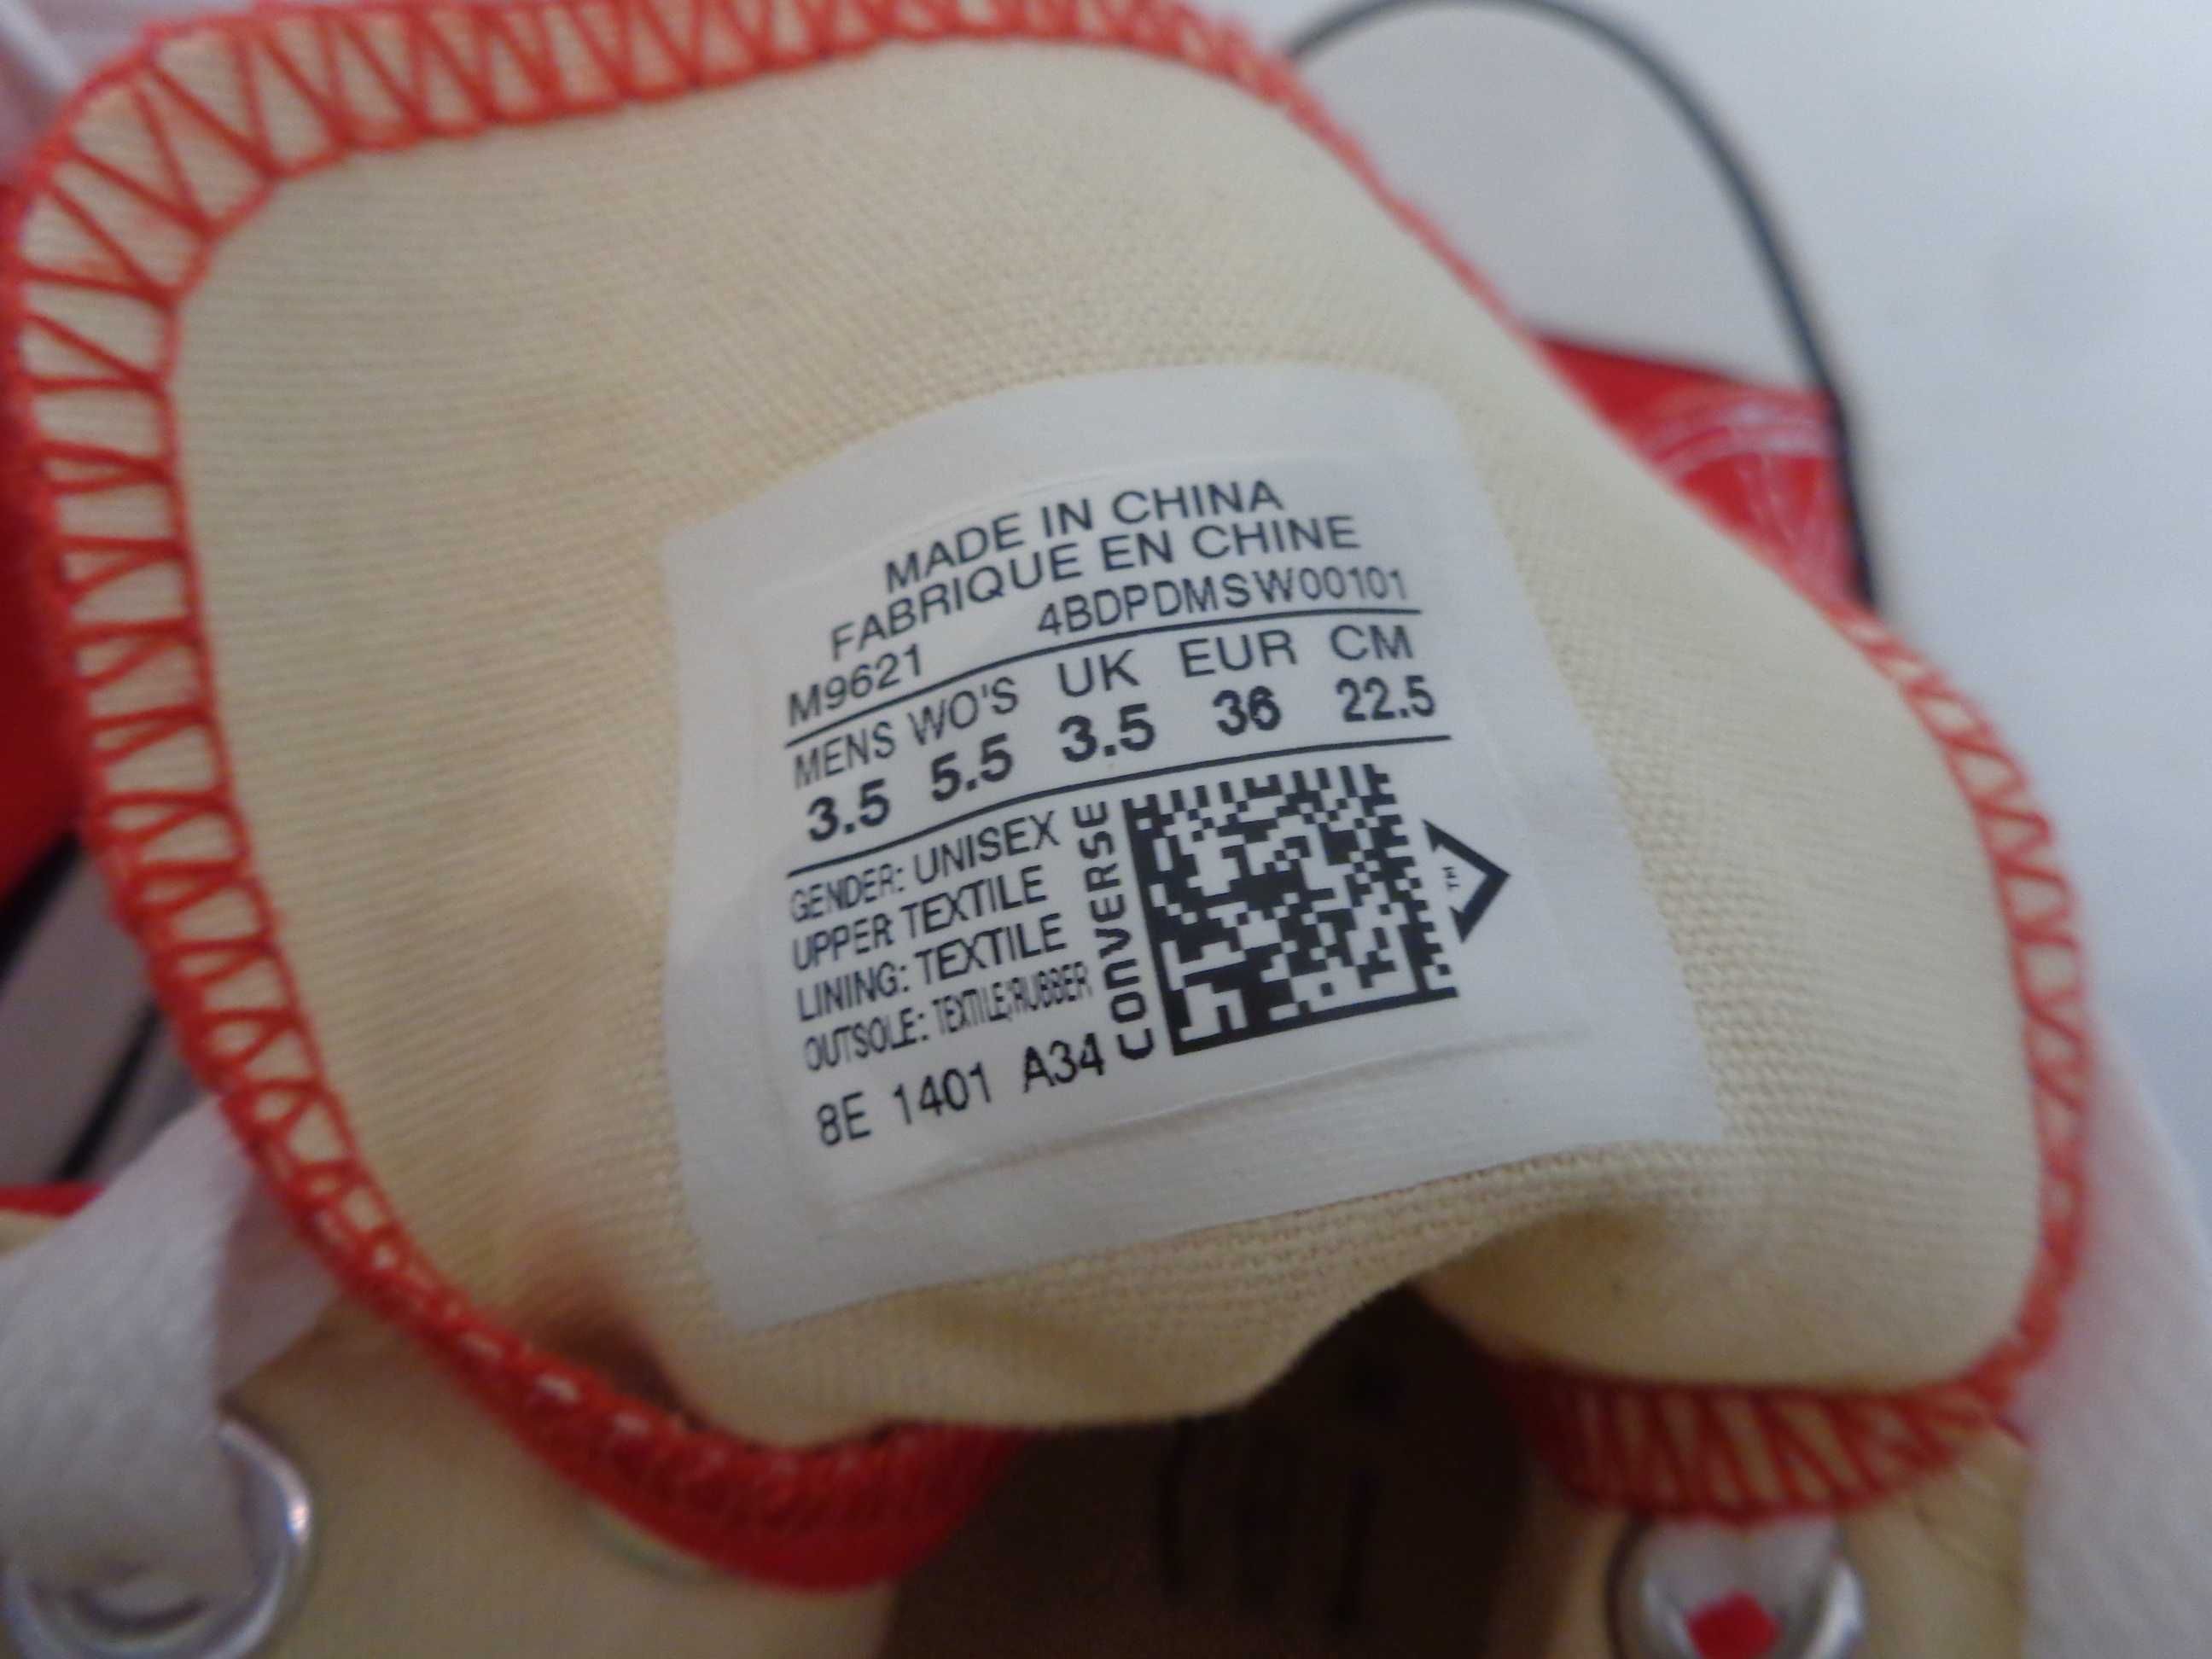 MADE IN CHINA
FABRIQUE EN CHINE
M9621 4BDPDMSW00101
MENS WO'S UK EUR CM
3.5 5.5 3.5 36 22.5
GENDER: UNISEX
UPPER TEXTILE
LINING: TEXTILE
OUTSOLE: TEXTILE;RUBBER
8E 1401 A34
CONVERSE
TM